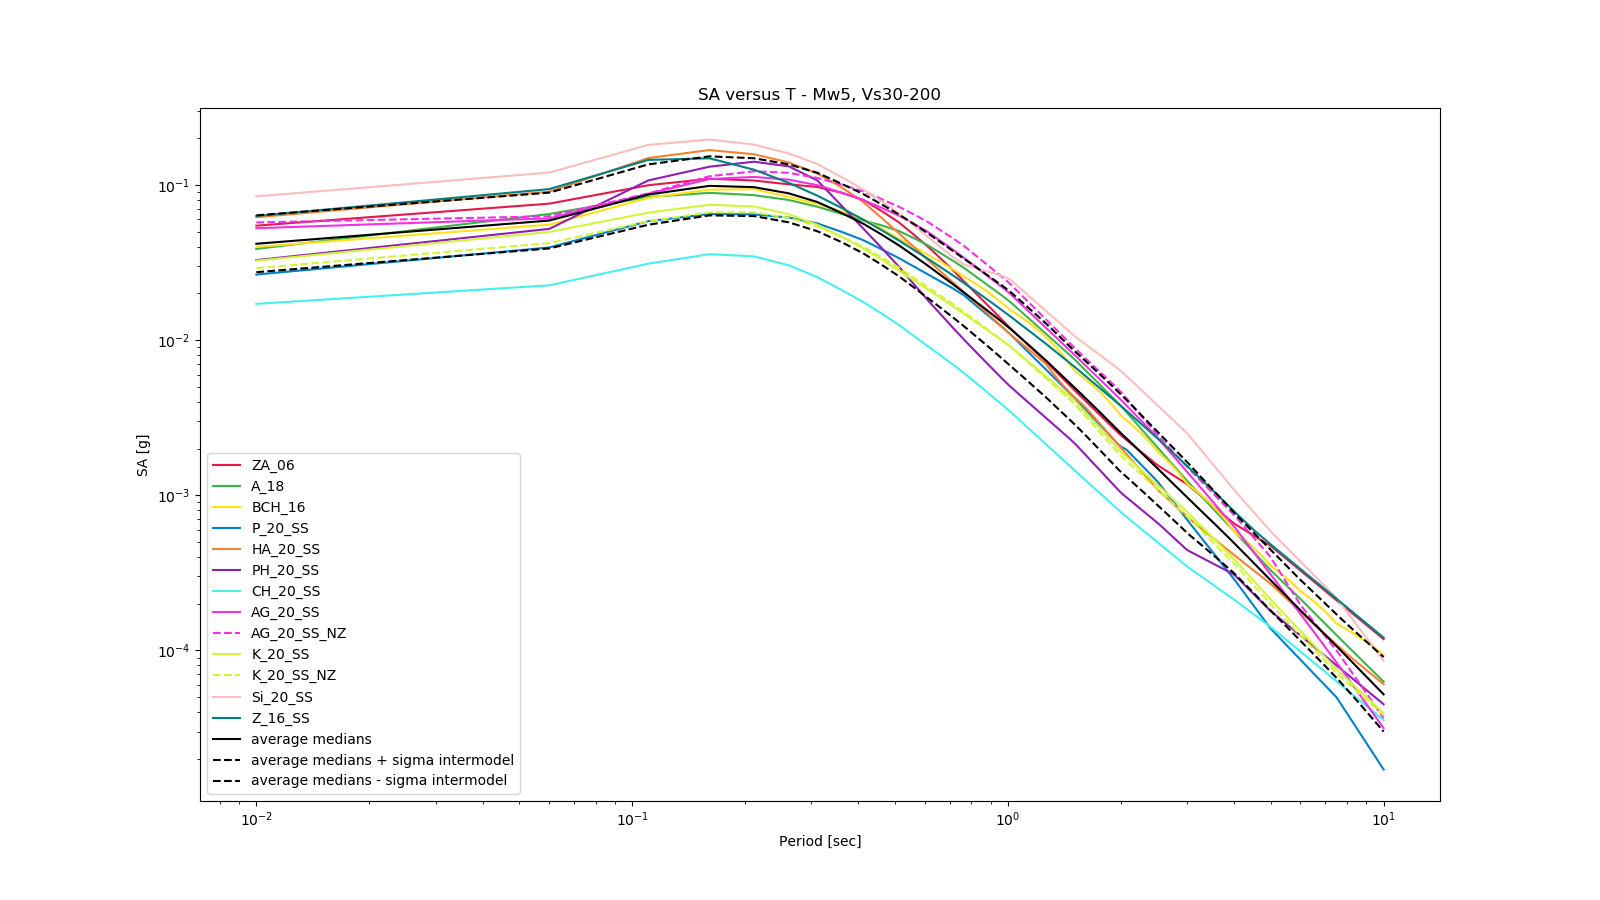 SA versus T - Mw5, Vs30-200
SA [g]
10⁻¹
10⁻²
10⁻³
10⁻⁴
ZA_06
A_18
BCH_16
P_20_SS
HA_20_SS
PH_20_SS
CH_20_SS
AG_20_SS
AG_20_SS_NZ
K_20_SS
K_20_SS_NZ
Si_20_SS
Z_16_SS
average medians
average medians + sigma intermodel
average medians - sigma intermodel
10⁻² 10⁻¹ 10⁰ 10¹
Period [sec]